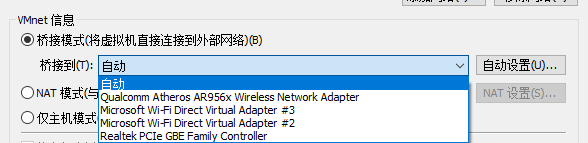 VMnet 信息
桥接模式(将虚拟机直接连接到外部网络)(B)
桥接到(T): 自动 自动设置(U)...
自动
NAT 模式(与 Qualcomm Atheros AR956x Wireless Network Adapter NAT 设置(S)...
Microsoft Wi-Fi Direct Virtual Adapter #3
仅主机模式 Microsoft Wi-Fi Direct Virtual Adapter #2
Realtek PCIe GBE Family Controller